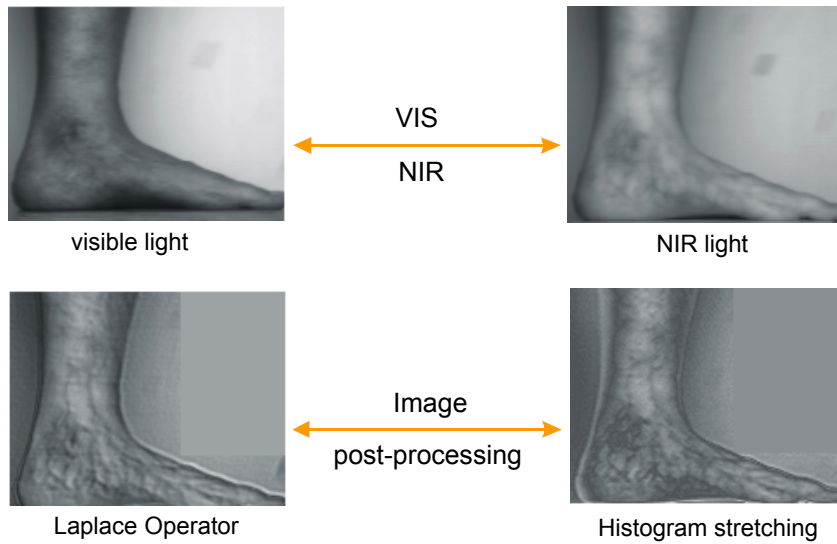 VIS
NIR
visible light
NIR light
Image
post-processing
Laplace Operator
Histogram stretching